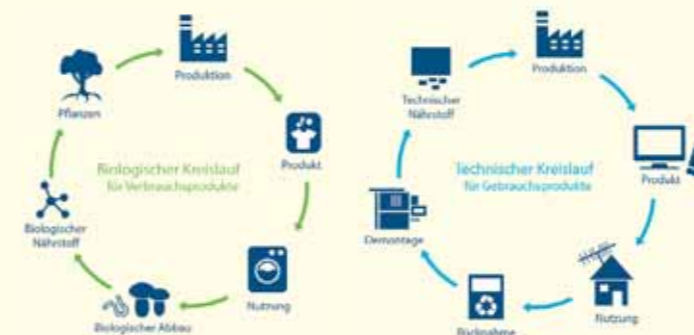 Produktion
Pflanzen
Produkt
Biologischer Kreislauf
für Verbrauchsprodukte
Biologischer
Nährstoff
Nutzung
Biologischer Abbau
Produktion
Technischer
Nährstoff
Produkt
Technischer Kreislauf
für Gebrauchsprodukte
Demontage
Nutzung
Rücknahme